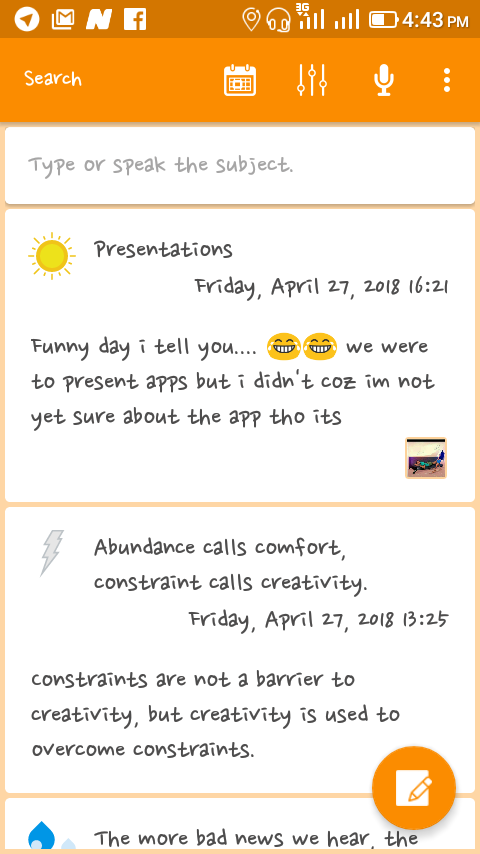 3G
4:43 PM
Search
Type or speak the subject.
Presentations
Friday, April 27, 2018 16:21
Funny day i tell you.... 😂😂 we were
to present apps but i didn't coz im not
yet sure about the app tho its
Abundance calls comfort,
constraint calls creativity.
Friday, April 27, 2018 13:25
constraints are not a barrier to
creativity, but creativity is used to
overcome constraints.
The more bad news we hear, the